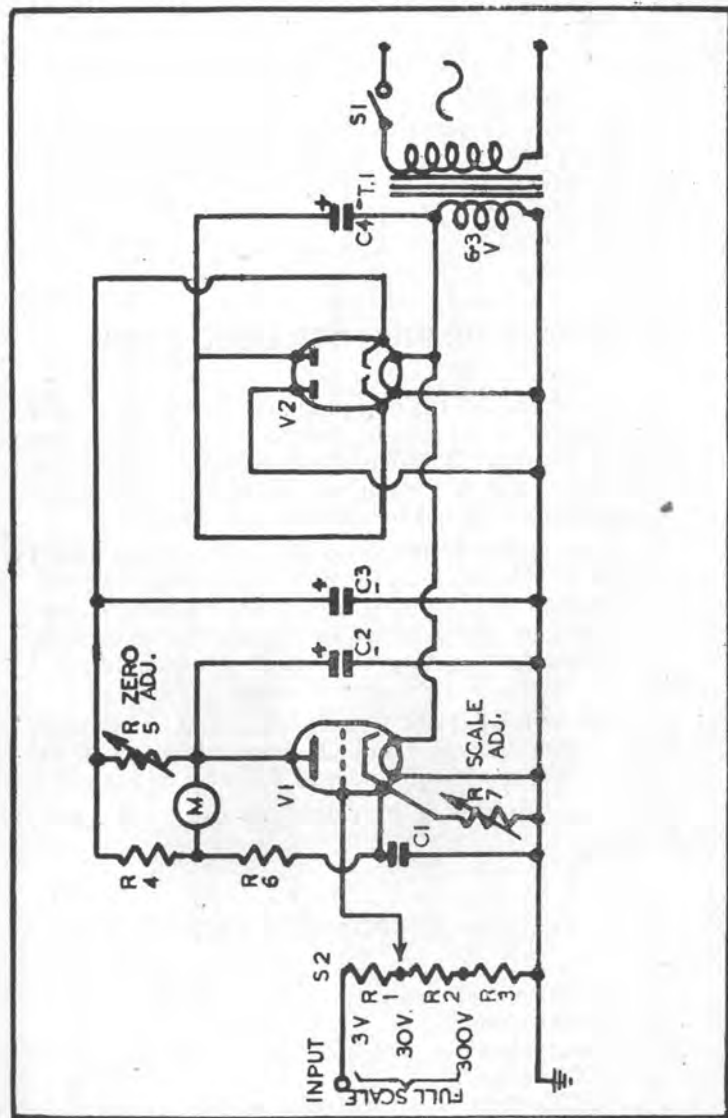 R
5
ZERO
ADJ.
R
4
M
R
6
V1
C2
+
-
C3
+
-
V2
C4
+
-
T.1
6·3
V
S1
SCALE
ADJ.
R
7
C1
INPUT
S2
3V
R
1
30V.
R
2
300V
R
3
FULL SCALE